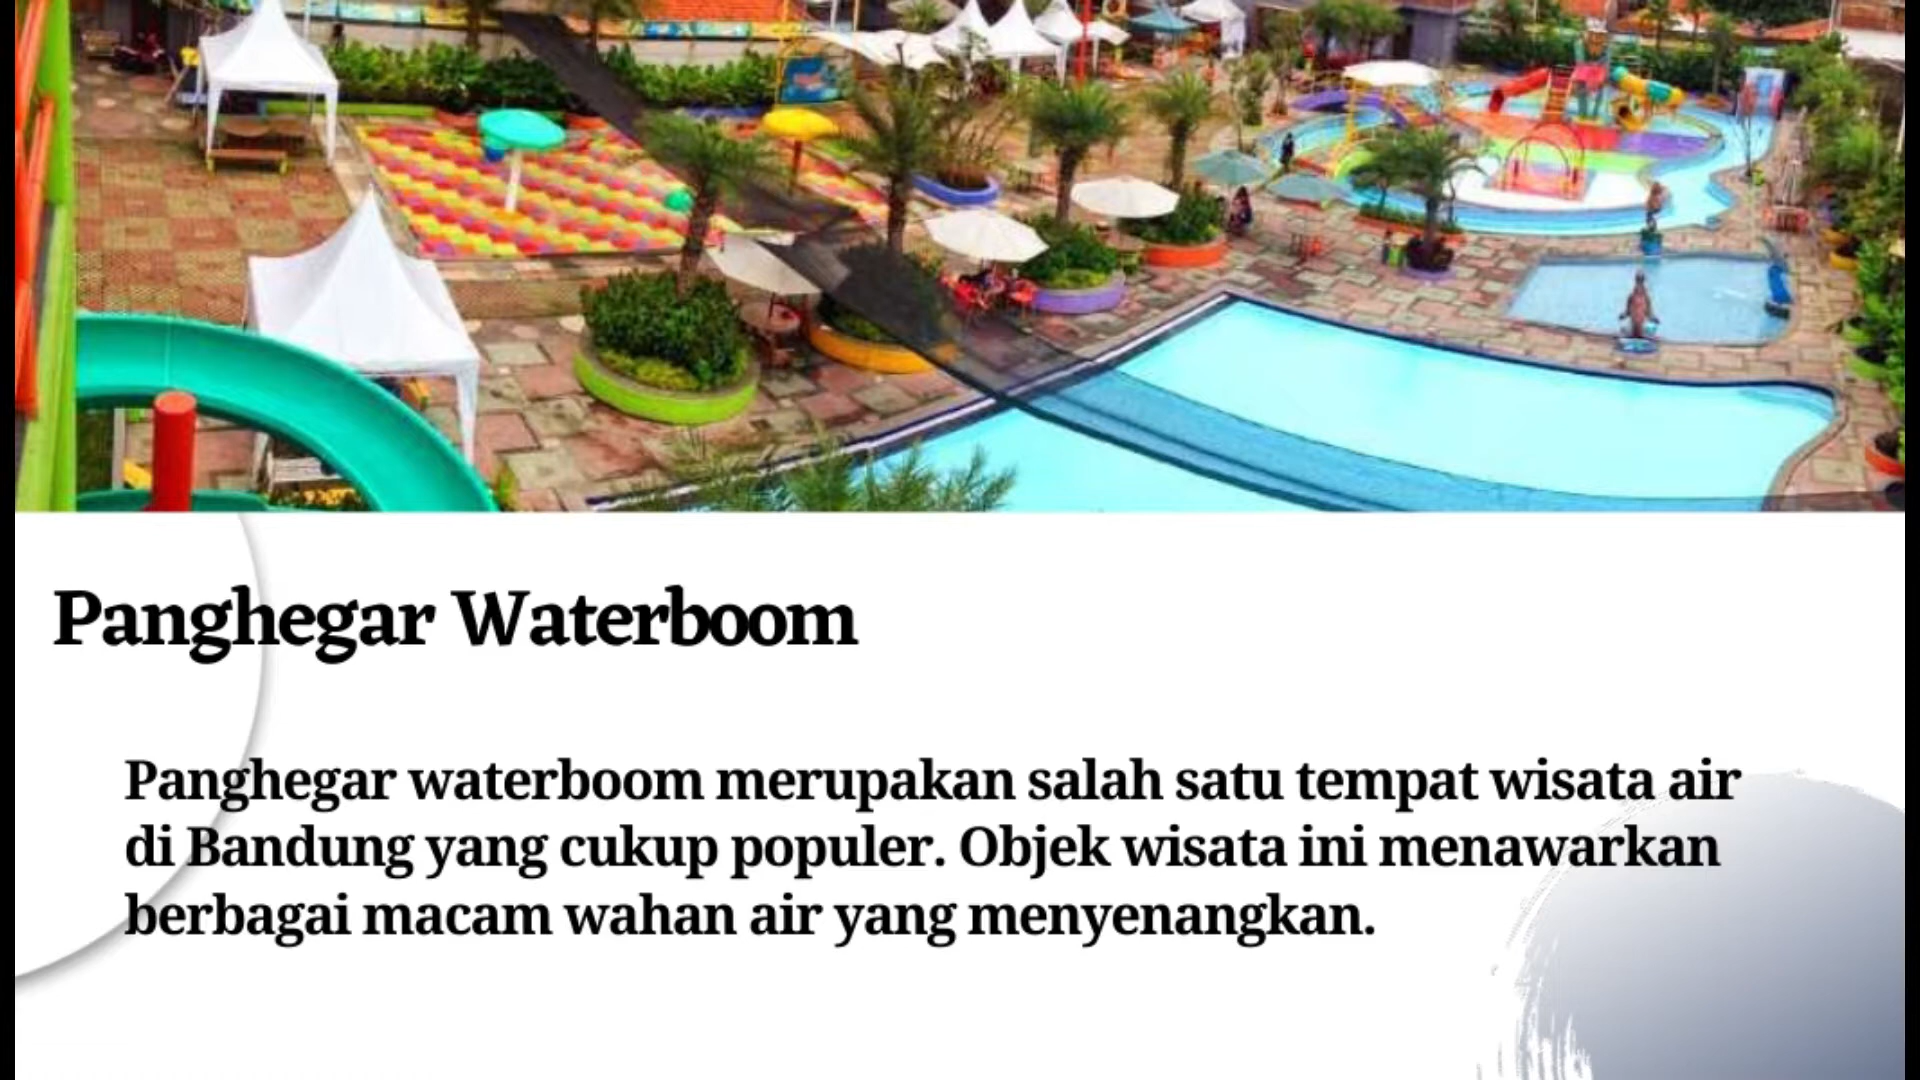 Panghegar Waterboom
Panghegar waterboom merupakan salah satu tempat wisata air
di Bandung yang cukup populer. Objek wisata ini menawarkan
berbagai macam wahan air yang menyenangkan.